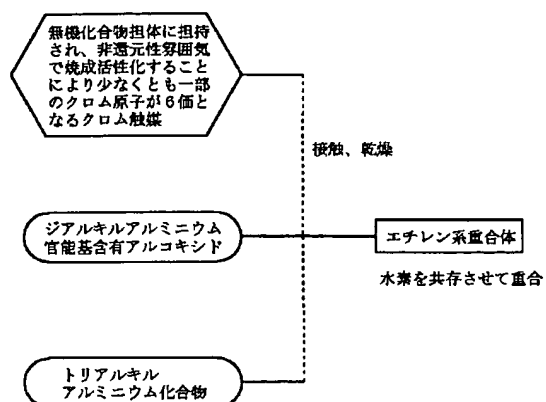 無機化合物担体に担持
され、非還元性雰囲気
で焼成活性化すること
により少なくとも一部
のクロム原子が6価と
なるクロム触媒
接触、乾燥
ジアルキルアルミニウム
官能基含有アルコキシド
エチレン系重合体
水素を共存させて重合
トリアルキル
アルミニウム化合物